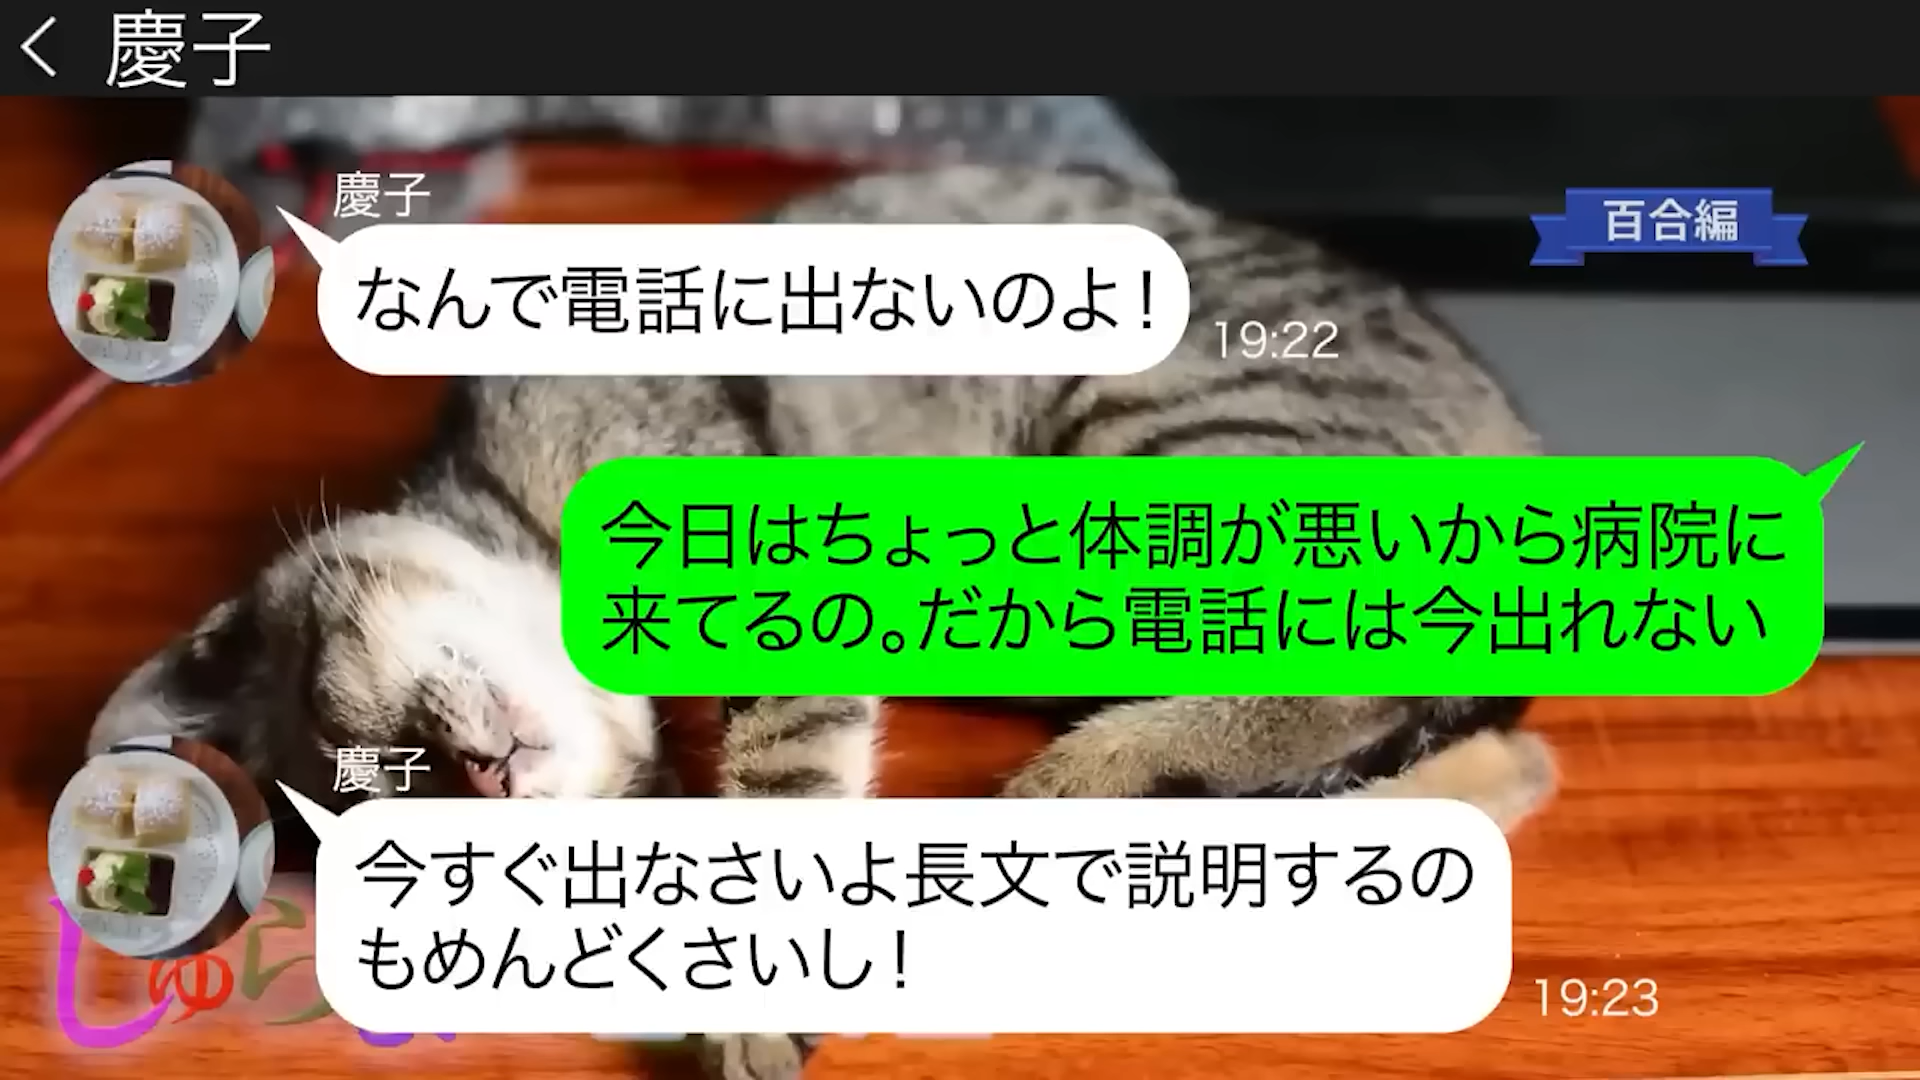 慶子
慶子
百合編
なんで電話に出ないのよ！
19:22
今日はちょっと体調が悪いから病院に
来てるの。だから電話には今出れない
慶子
今すぐ出なさいよ長文で説明するの
もめんどくさいし！
19:23
しゅら